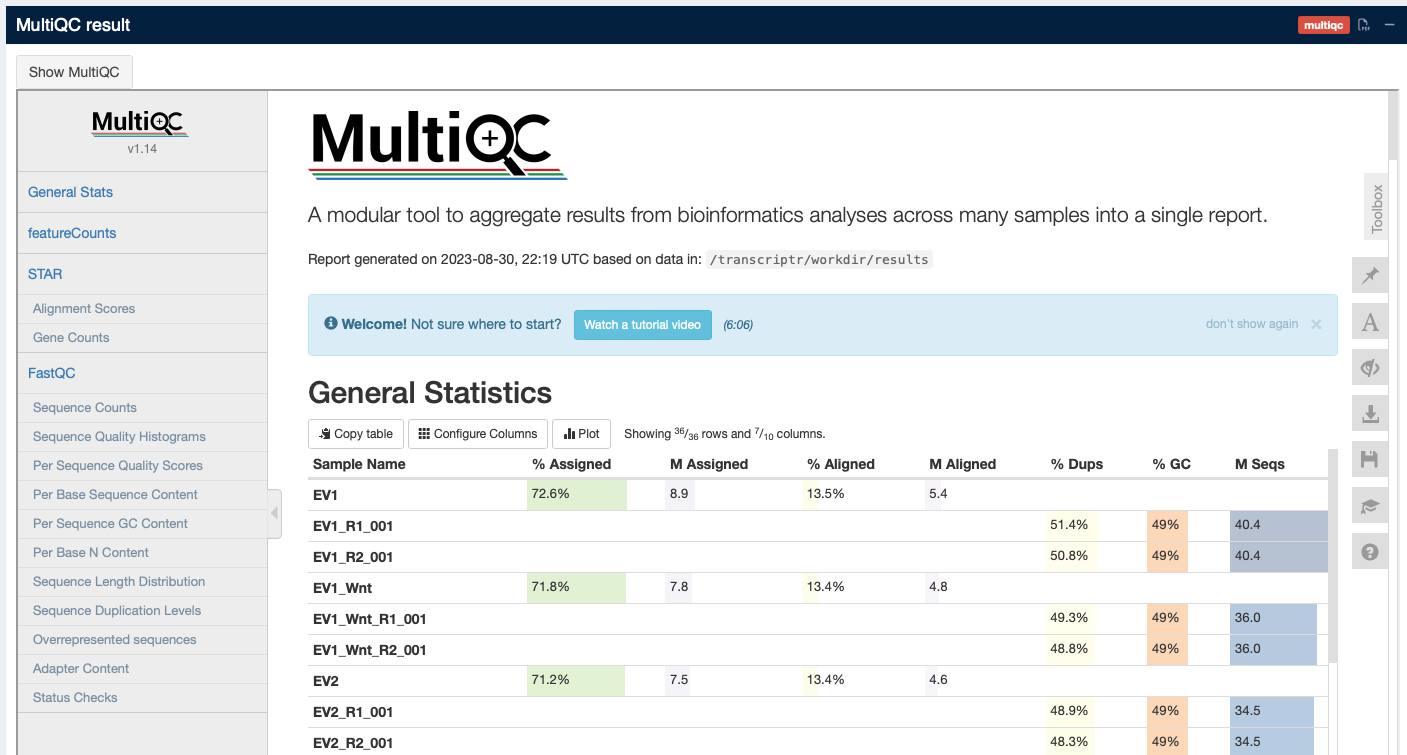 MultiQC result
multiqc
Show MultiQC
MultiQC
v1.14
General Stats
featureCounts
STAR
Alignment Scores
Gene Counts
FastQC
Sequence Counts
Sequence Quality Histograms
Per Sequence Quality Scores
Per Base Sequence Content
Per Sequence GC Content
Per Base N Content
Sequence Length Distribution
Sequence Duplication Levels
Overrepresented sequences
Adapter Content
Status Checks
MultiQC
A modular tool to aggregate results from bioinformatics analyses across many samples into a single report.
Report generated on 2023-08-30, 22:19 UTC based on data in: /transcriptr/workdir/results
Welcome! Not sure where to start? Watch a tutorial video (6:06) don't show again ×
General Statistics
Copy table Configure Columns Plot Showing 36/36 rows and 7/10 columns.
Sample Name % Assigned M Assigned % Aligned M Aligned % Dups % GC M Seqs
EV1 72.6% 8.9 13.5% 5.4
EV1_R1_001 51.4% 49% 40.4
EV1_R2_001 50.8% 49% 40.4
EV1_Wnt 71.8% 7.8 13.4% 4.8
EV1_Wnt_R1_001 49.3% 49% 36.0
EV1_Wnt_R2_001 48.8% 49% 36.0
EV2 71.2% 7.5 13.4% 4.6
EV2_R1_001 48.9% 49% 34.5
EV2_R2_001 48.3% 49% 34.5
Toolbox
A
?